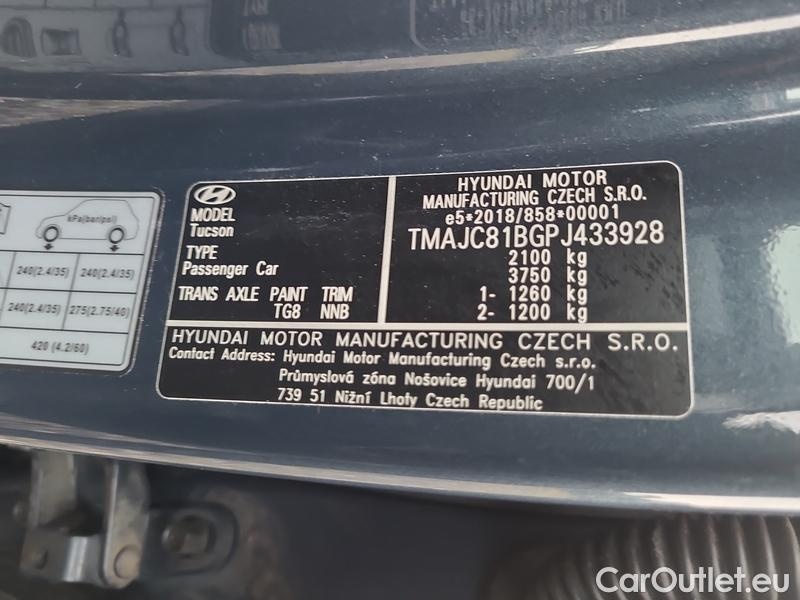 kPa(bar/psi)
240(2.4/35) 240(2.4/35)
240(2.4/35) 275(2.75/40)
420 (4.2/60)
MODEL
Tucson
TYPE
Passenger Car
TRANS AXLE PAINT TRIM
TG8 NNB
HYUNDAI MOTOR
MANUFACTURING CZECH S.R.O.
e5*2018/858*00001
TMAJC81BGPJ433928
2100 kg
3750 kg
1- 1260 kg
2- 1200 kg
HYUNDAI MOTOR MANUFACTURING CZECH S.R.O.
Contact Address: Hyundai Motor Manufacturing Czech s.r.o.
Průmyslová zóna Nošovice Hyundai 700/1
739 51 Nižní Lhoty Czech Republic
CarOutlet.eu